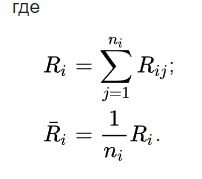 где
R_i = \sum_{j=1}^{n_i} R_{ij};
\bar{R}_i = \frac{1}{n_i} R_i.